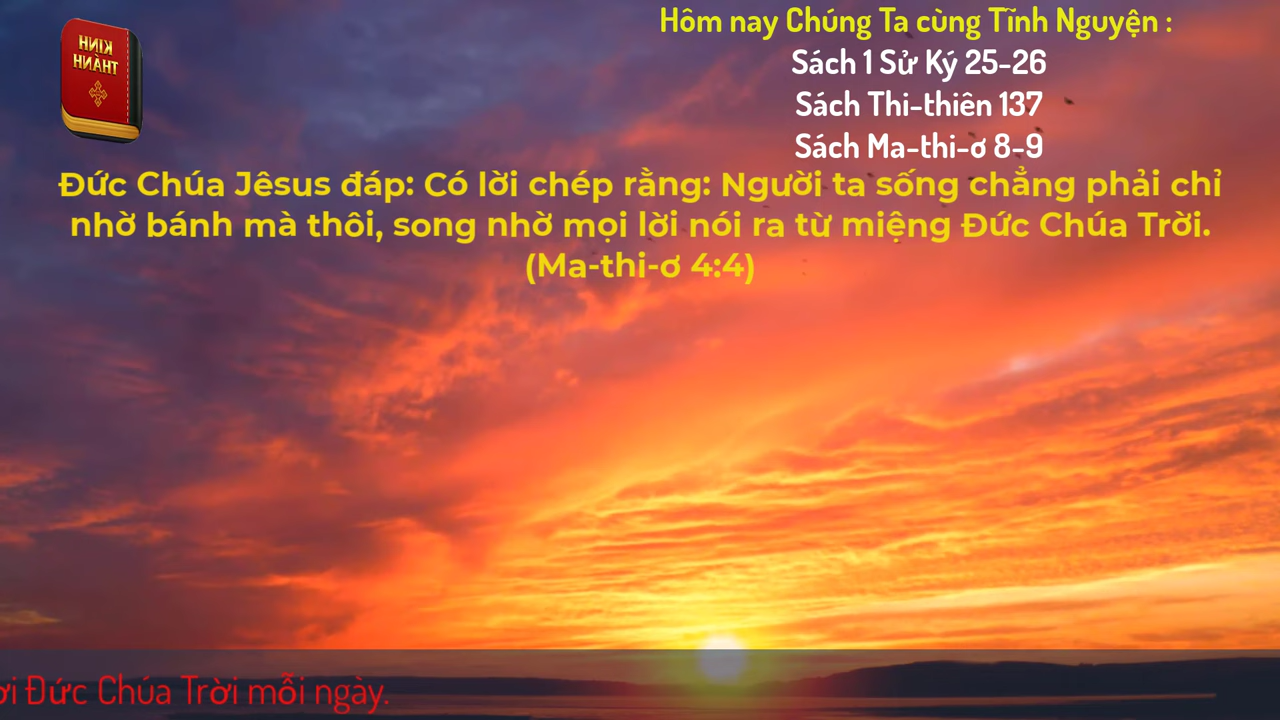 KINH
THÀNH
Hôm nay Chúng Ta cùng Tĩnh Nguyện :
Sách 1 Sử Ký 25-26
Sách Thi-thiên 137
Sách Ma-thi-ơ 8-9
Đức Chúa Jêsus đáp: Có lời chép rằng: Người ta sống chẳng phải chỉ
nhờ bánh mà thôi, song nhờ mọi lời nói ra từ miệng Đức Chúa Trời.
(Ma-thi-ơ 4:4)
Đức Chúa Trời mỗi ngày.